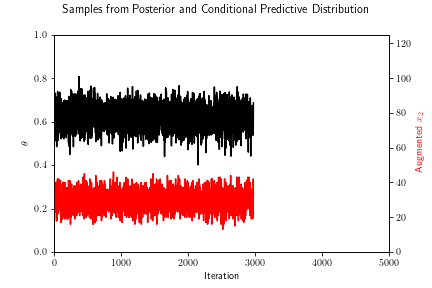 Samples from Posterior and Conditional Predictive Distribution
1.0
0.8
0.6
0.4
0.2
0.0
θ
120
100
80
60
40
20
0
Augmented x₂
0 1000 2000 3000 4000 5000
Iteration